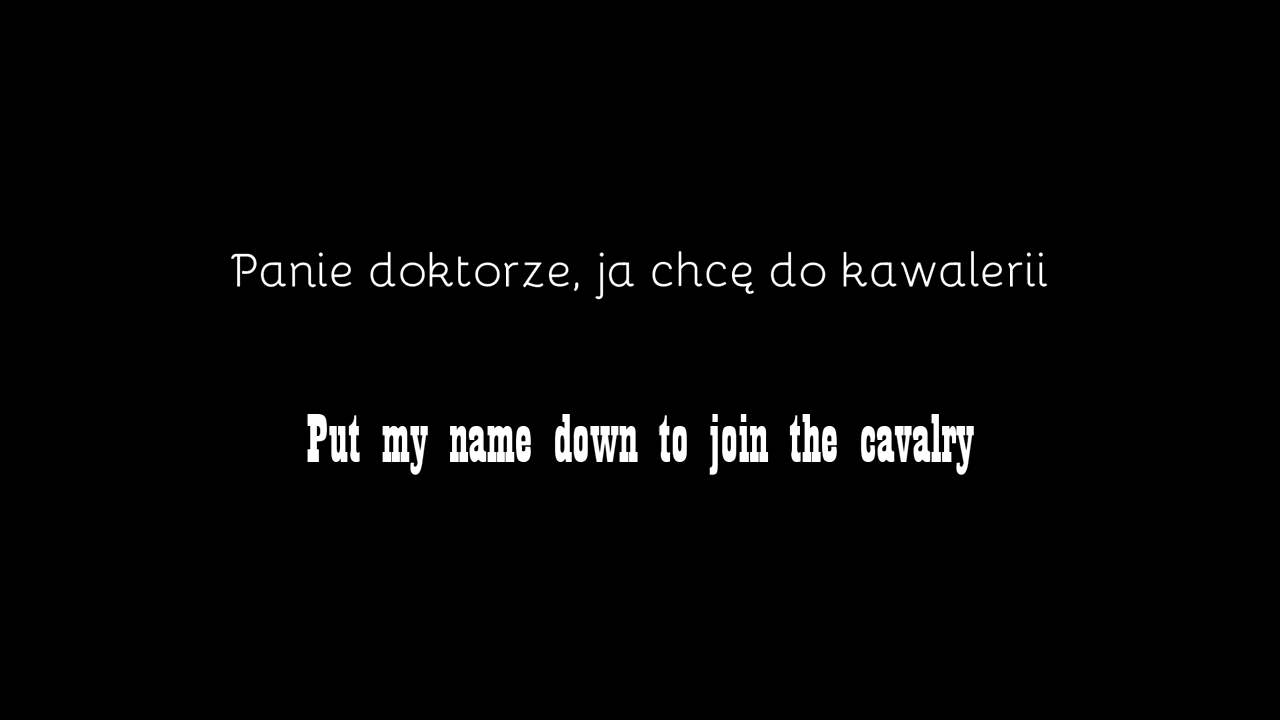 Panie doktorze, ja chcę do kawalerii
Put my name down to join the cavalry